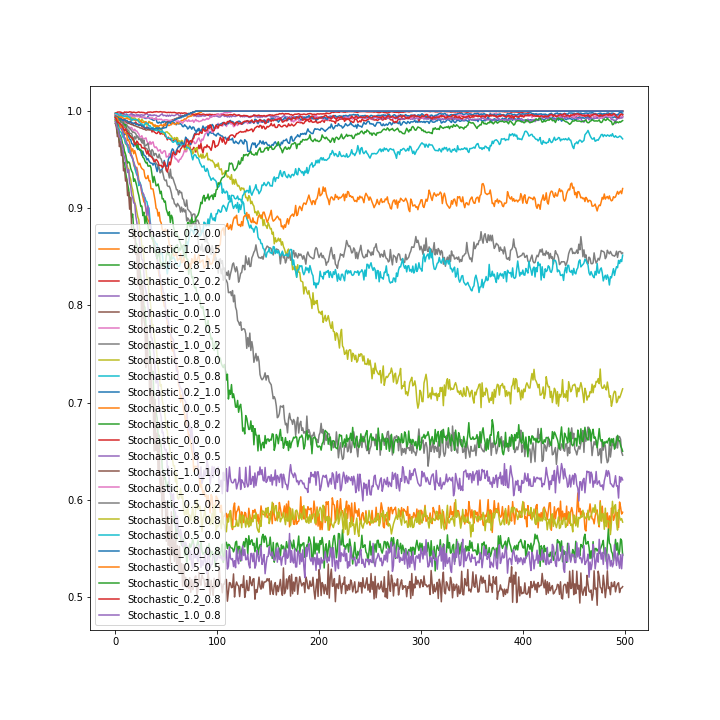 1.0
0.9
0.8
0.7
0.6
0.5
Stochastic_0.2_0.0
Stochastic_1.0_0.5
Stochastic_0.8_1.0
Stochastic_0.2_0.2
Stochastic_1.0_0.0
Stochastic_0.0_1.0
Stochastic_0.2_0.5
Stochastic_1.0_0.2
Stochastic_0.8_0.0
Stochastic_0.5_0.8
Stochastic_0.2_1.0
Stochastic_0.0_0.5
Stochastic_0.8_0.2
Stochastic_0.0_0.0
Stochastic_0.8_0.5
Stochastic_1.0_1.0
Stochastic_0.0_0.2
Stochastic_0.5_0.2
Stochastic_0.8_0.8
Stochastic_0.5_0.0
Stochastic_0.0_0.8
Stochastic_0.5_0.5
Stochastic_0.5_1.0
Stochastic_0.2_0.8
Stochastic_1.0_0.8
0 100 200 300 400 500